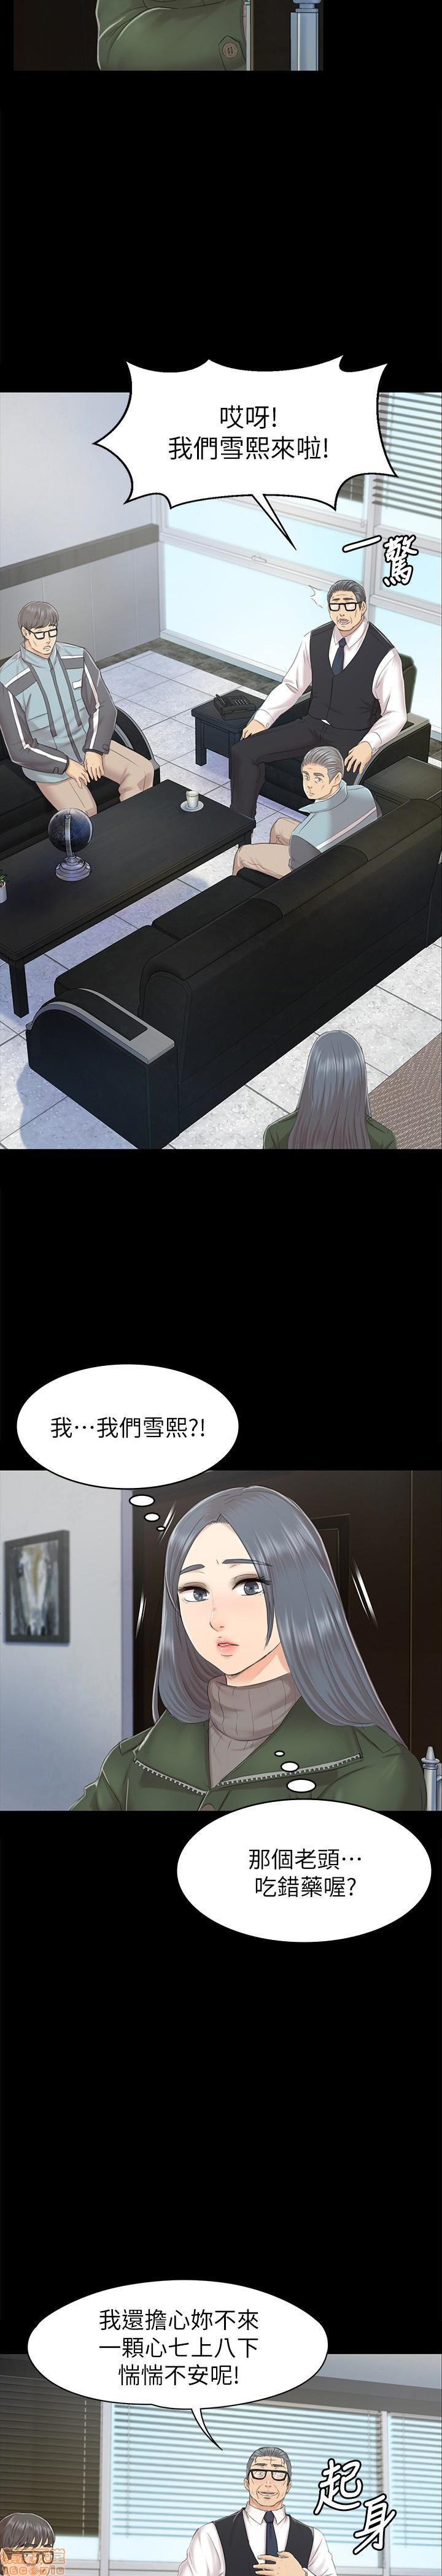 哎呀!
我們雪熙來啦!
一驚
我⋯我們雪熙?!
那個老頭⋯
吃錯藥喔?
我還擔心妳不來
一顆心七上八下
惴惴不安呢!
起身